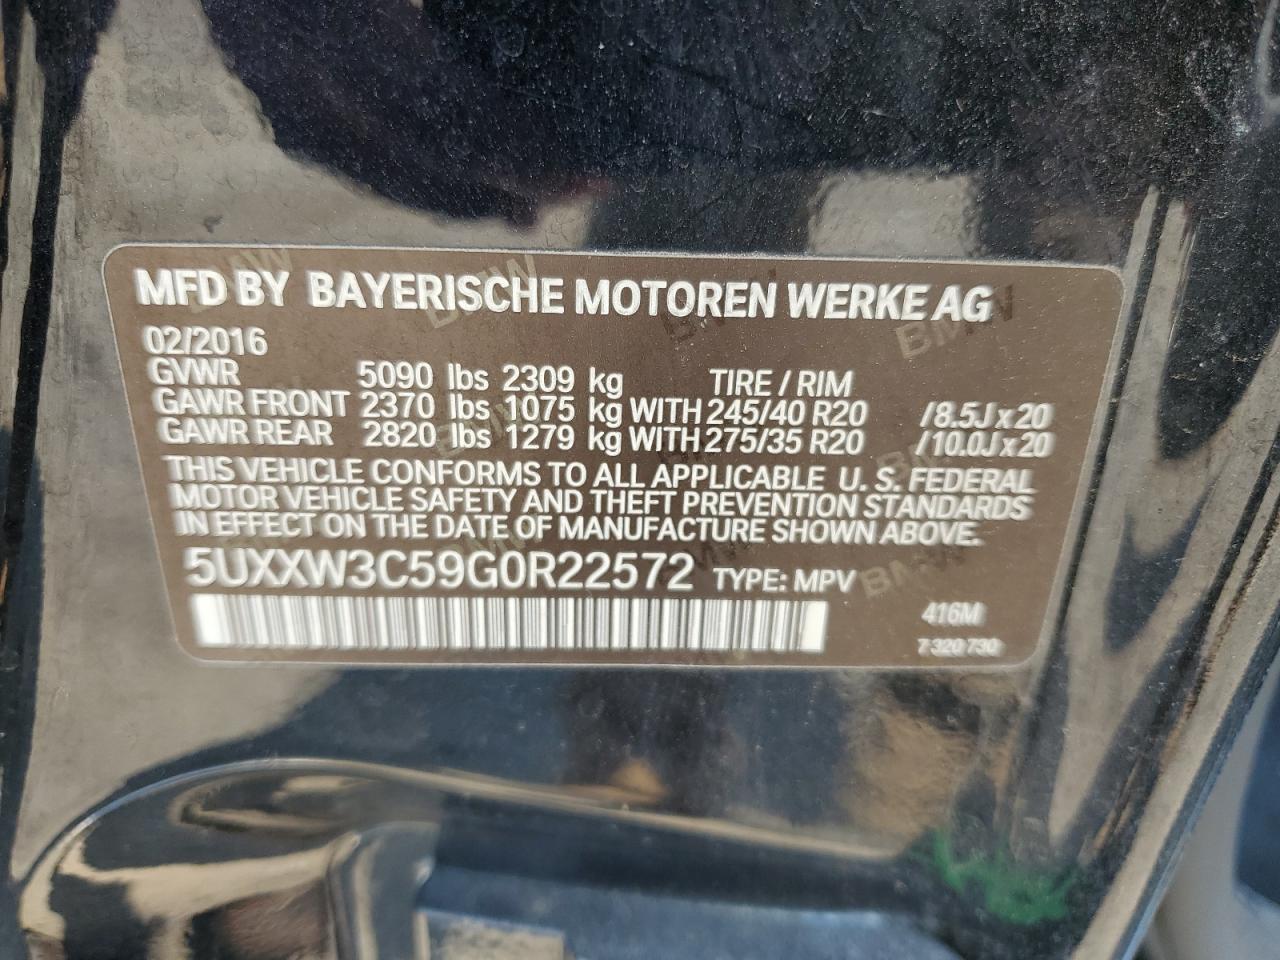 MFD BY BAYERISCHE MOTOREN WERKE AG
02/2016
GVWR 5090 lbs 2309 kg TIRE / RIM
GAWR FRONT 2370 lbs 1075 kg WITH 245/40 R20 /8.5J x 20
GAWR REAR 2820 lbs 1279 kg WITH 275/35 R20 /10.0J x 20
THIS VEHICLE CONFORMS TO ALL APPLICABLE U. S. FEDERAL
MOTOR VEHICLE SAFETY AND THEFT PREVENTION STANDARDS
IN EFFECT ON THE DATE OF MANUFACTURE SHOWN ABOVE.
5UXXW3C59G0R22572 TYPE: MPV
416M
7 320 730